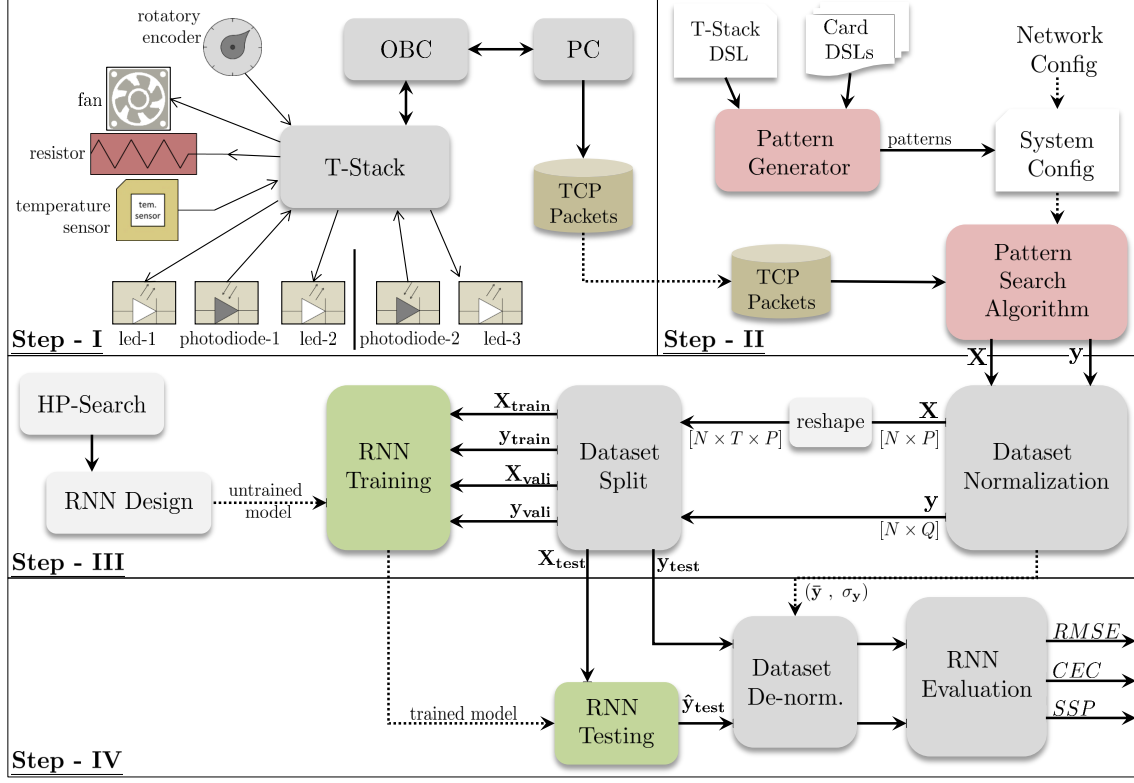 rotatory
encoder
fan
resistor
temperature
sensor
tem.
sensor
OBC
PC
T-Stack
TCP
Packets
led-1
photodiode-1
led-2
photodiode-2
led-3
Step - I
T-Stack
DSL
Card
DSLs
Network
Config
Pattern
Generator
patterns
System
Config
TCP
Packets
Pattern
Search
Algorithm
Step - II
X
y
HP-Search
RNN Design
untrained
model
RNN
Training
X_train
y_train
X_vali
y_vali
Dataset
Split
[N × T × P]
reshape
X
[N × P]
y
[N × Q]
Dataset
Normalization
Step - III
X_test
y_test
(ȳ , σ_y)
trained model
RNN
Testing
ŷ_test
Dataset
De-norm.
RNN
Evaluation
RMSE
CEC
SSP
Step - IV